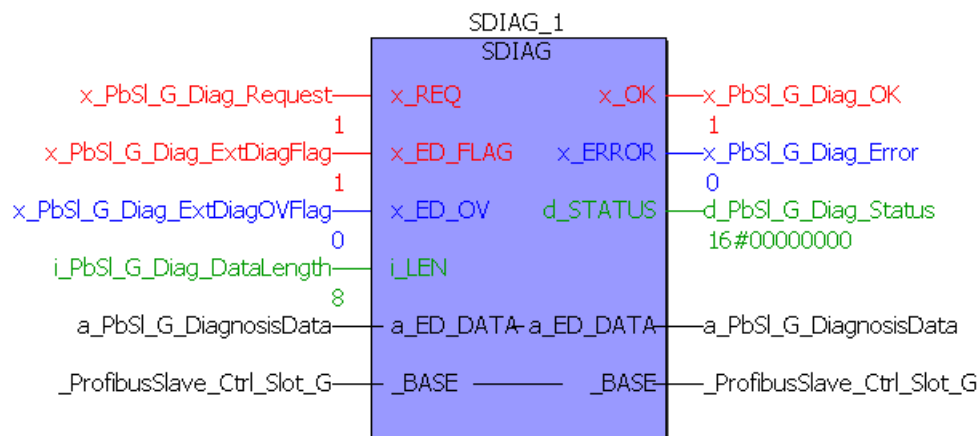 SDIAG_1
SDIAG
x_PbSl_G_Diag_Request x_REQ x_OK x_PbSl_G_Diag_OK
1 1
x_PbSl_G_Diag_ExtDiagFlag x_ED_FLAG x_ERROR x_PbSl_G_Diag_Error
1 0
x_PbSl_G_Diag_ExtDiagOVFlag x_ED_OV d_STATUS d_PbSl_G_Diag_Status
0 16#00000000
i_PbSl_G_Diag_DataLength i_LEN
8
a_PbSl_G_DiagnosisData a_ED_DATA a_ED_DATA a_PbSl_G_DiagnosisData
_ProfibusSlave_Ctrl_Slot_G _BASE _BASE _ProfibusSlave_Ctrl_Slot_G